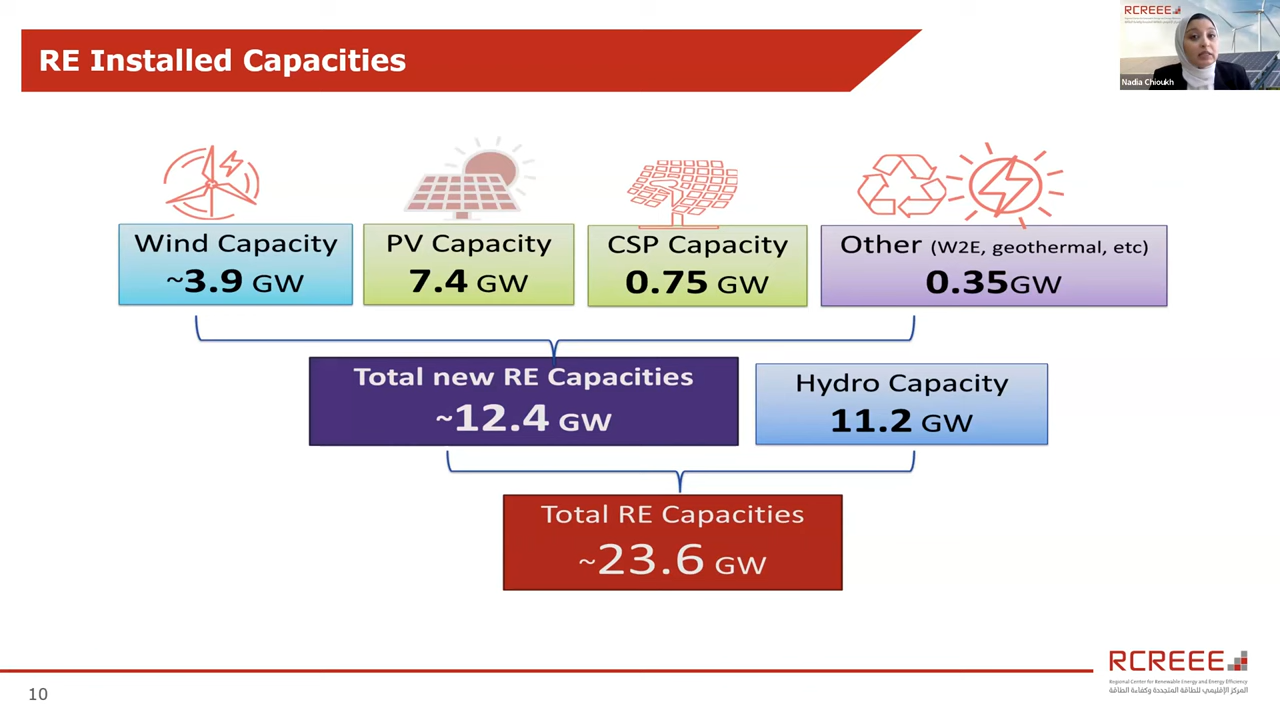 RE Installed Capacities
RCREEE
Nadia Chioukh
Wind Capacity
~3.9 GW
PV Capacity
7.4 GW
CSP Capacity
0.75 GW
Other (W2E, geothermal, etc)
0.35GW
Total new RE Capacities
~12.4 GW
Hydro Capacity
11.2 GW
Total RE Capacities
~23.6 GW
10
RCREEE
Regional Center for Renewable Energy and Energy Efficiency
المركز الإقليمي للطاقة المتجددة وكفاءة الطاقة